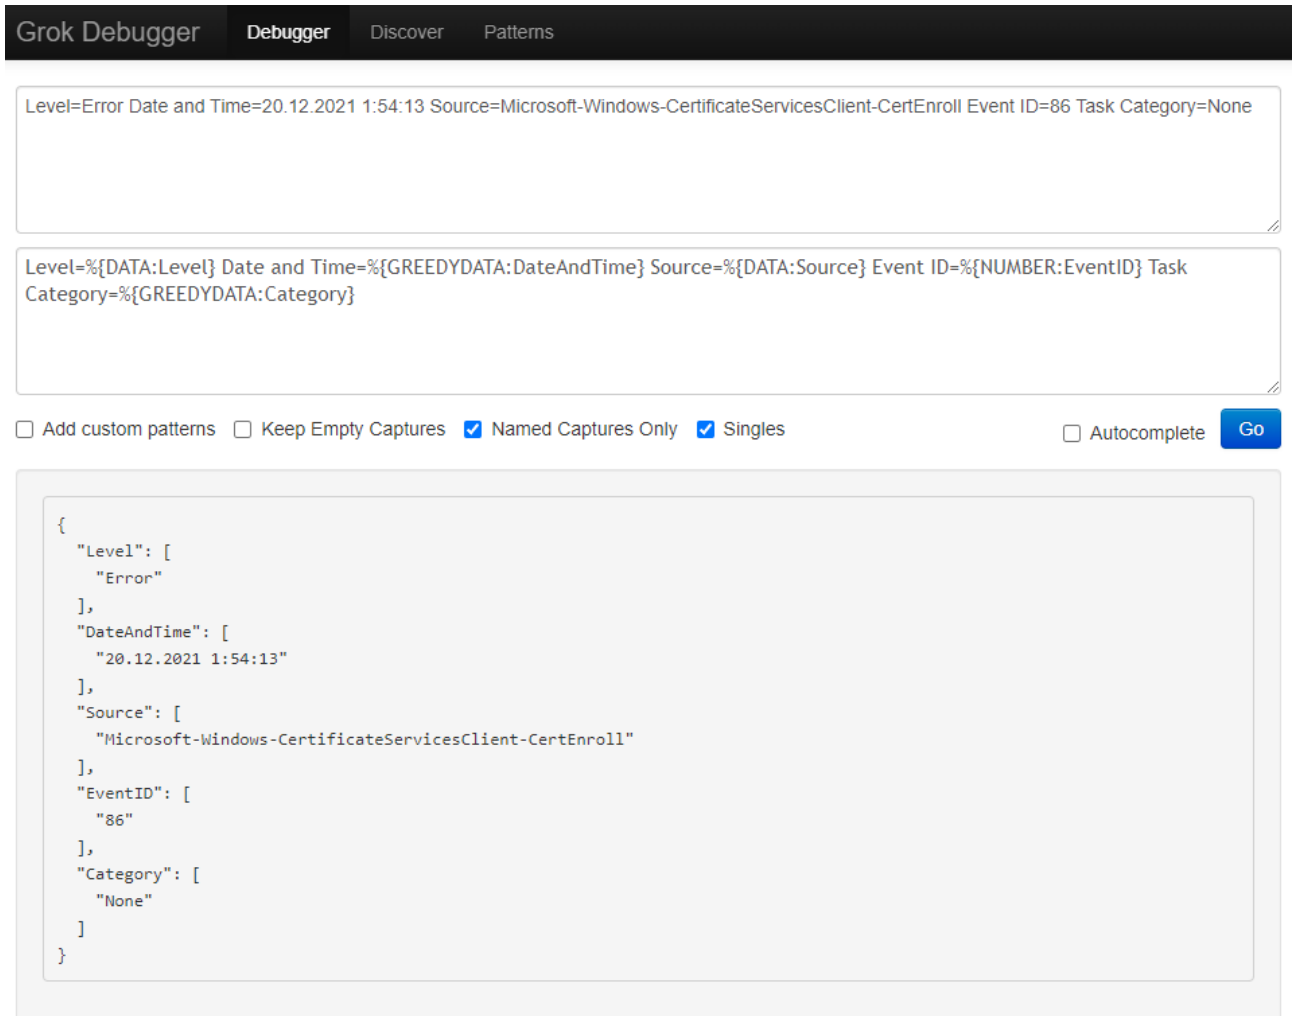 Grok Debugger Debugger Discover Patterns
Level=Error Date and Time=20.12.2021 1:54:13 Source=Microsoft-Windows-CertificateServicesClient-CertEnroll Event ID=86 Task Category=None
Level=%{DATA:Level} Date and Time=%{GREEDYDATA:DateAndTime} Source=%{DATA:Source} Event ID=%{NUMBER:EventID} Task
Category=%{GREEDYDATA:Category}
Add custom patterns Keep Empty Captures Named Captures Only Singles Autocomplete Go
{
  "Level": [
    "Error"
  ],
  "DateAndTime": [
    "20.12.2021 1:54:13"
  ],
  "Source": [
    "Microsoft-Windows-CertificateServicesClient-CertEnroll"
  ],
  "EventID": [
    "86"
  ],
  "Category": [
    "None"
  ]
}